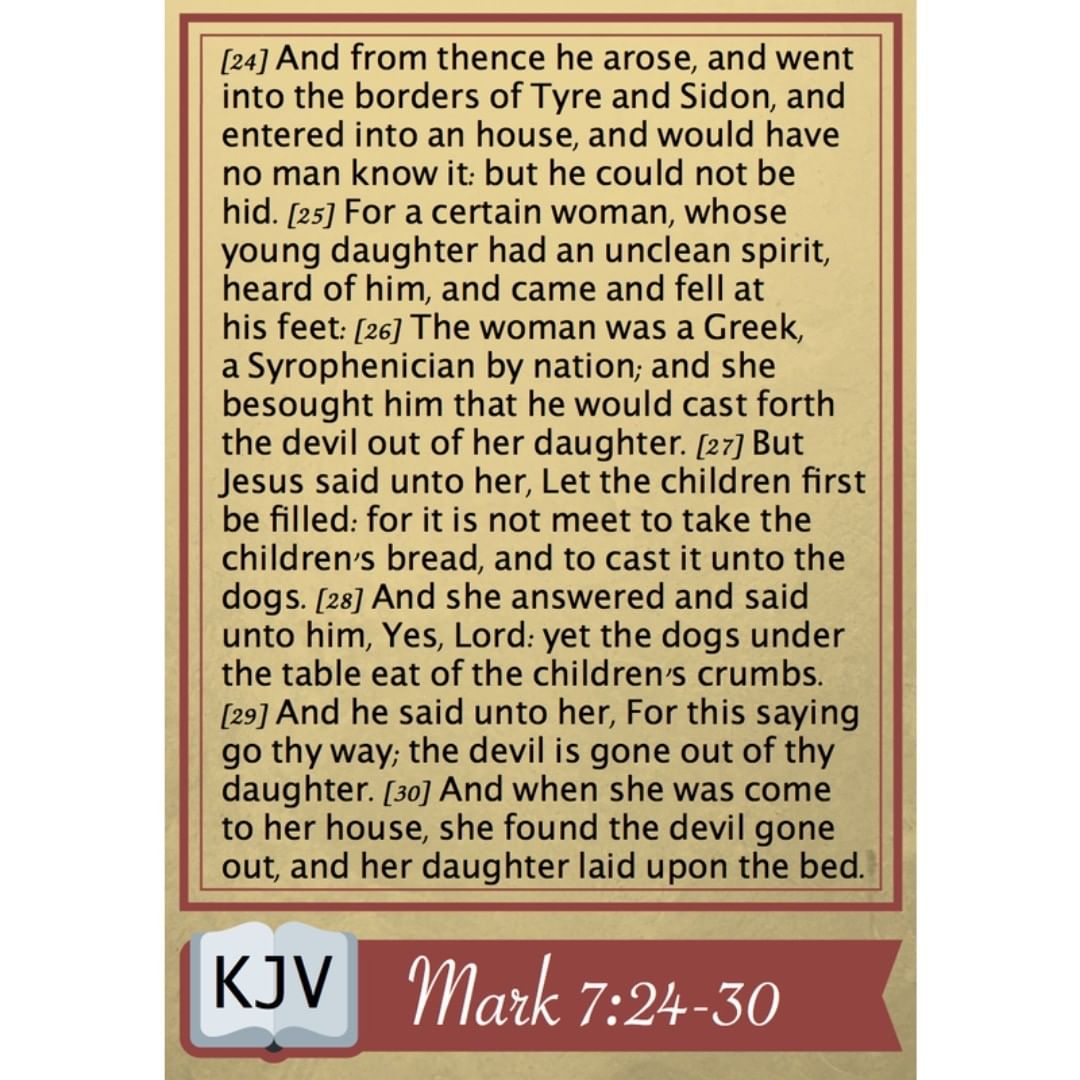 [24] And from thence he arose, and went
into the borders of Tyre and Sidon, and
entered into an house, and would have
no man know it: but he could not be
hid. [25] For a certain woman, whose
young daughter had an unclean spirit,
heard of him, and came and fell at
his feet: [26] The woman was a Greek,
a Syrophenician by nation; and she
besought him that he would cast forth
the devil out of her daughter. [27] But
Jesus said unto her, Let the children first
be filled: for it is not meet to take the
children's bread, and to cast it unto the
dogs. [28] And she answered and said
unto him, Yes, Lord: yet the dogs under
the table eat of the children's crumbs.
[29] And he said unto her, For this saying
go thy way; the devil is gone out of thy
daughter. [30] And when she was come
to her house, she found the devil gone
out, and her daughter laid upon the bed.
KJV
Mark 7:24-30